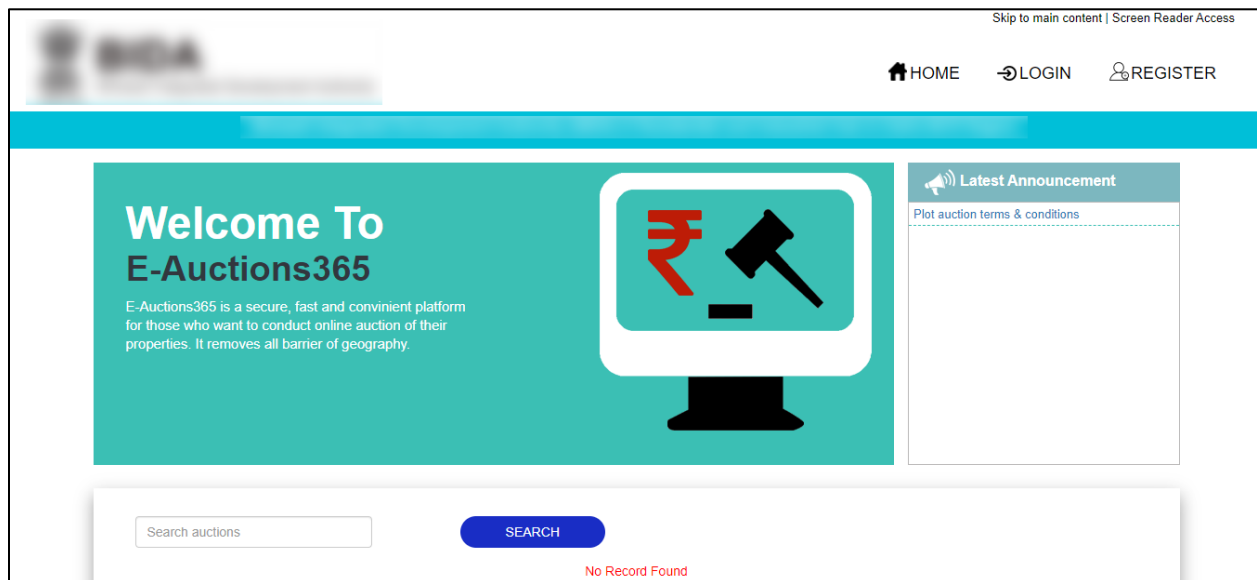 Skip to main content | Screen Reader Access
BIDA
HOME
LOGIN
REGISTER
Welcome To
E-Auctions365
E-Auctions365 is a secure, fast and convinient platform
for those who want to conduct online auction of their
properties. It removes all barrier of geography.
₹
Latest Announcement
Plot auction terms & conditions
Search auctions
SEARCH
No Record Found